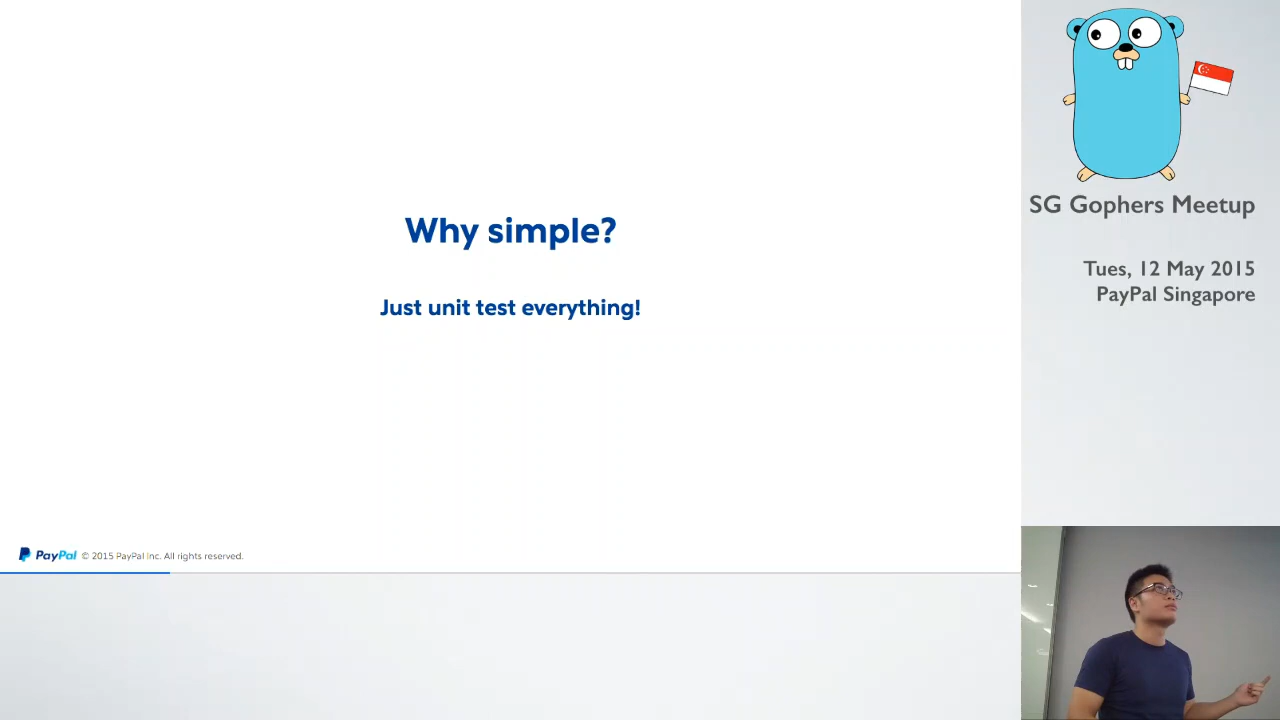 Why simple?
Just unit test everything!
PayPal © 2015 PayPal Inc. All rights reserved.
SG Gophers Meetup
Tues, 12 May 2015
PayPal Singapore